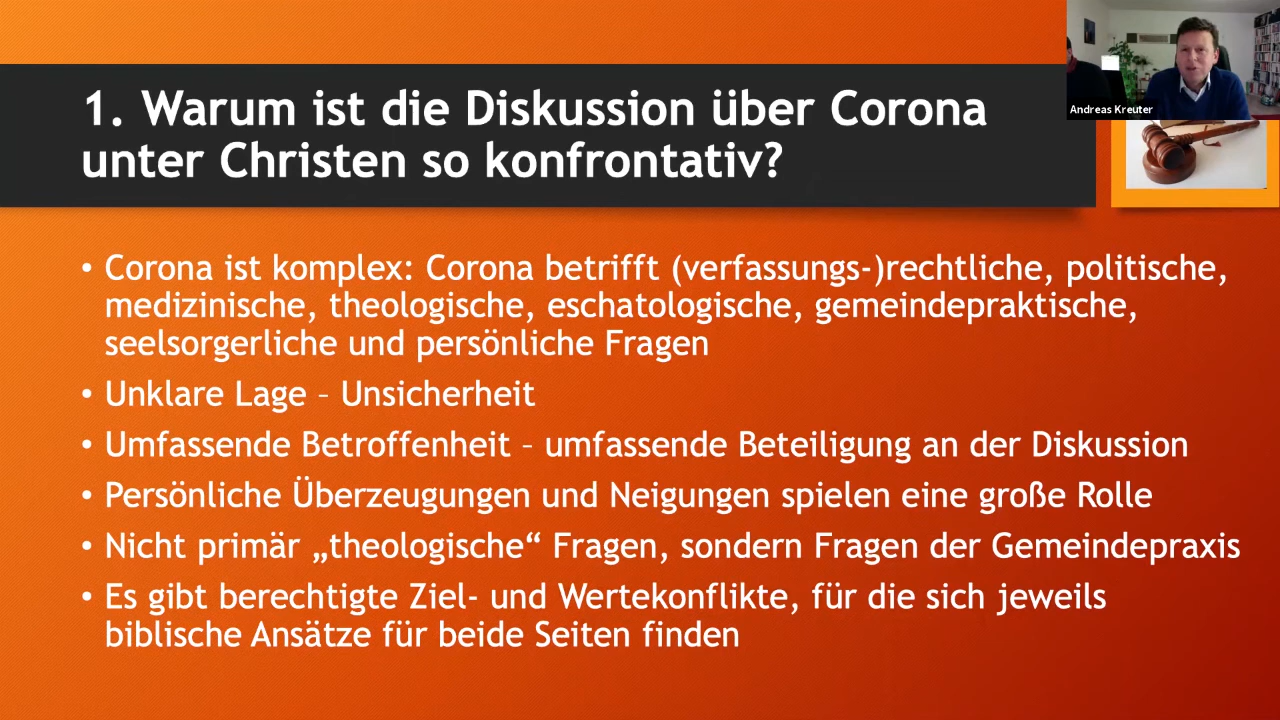 1. Warum ist die Diskussion über Corona
unter Christen so konfrontativ?
Andreas Kreuter
• Corona ist komplex: Corona betrifft (verfassungs-)rechtliche, politische,
medizinische, theologische, eschatologische, gemeindepraktische,
seelsorgerliche und persönliche Fragen
• Unklare Lage – Unsicherheit
• Umfassende Betroffenheit – umfassende Beteiligung an der Diskussion
• Persönliche Überzeugungen und Neigungen spielen eine große Rolle
• Nicht primär „theologische“ Fragen, sondern Fragen der Gemeindepraxis
• Es gibt berechtigte Ziel- und Wertekonflikte, für die sich jeweils
biblische Ansätze für beide Seiten finden